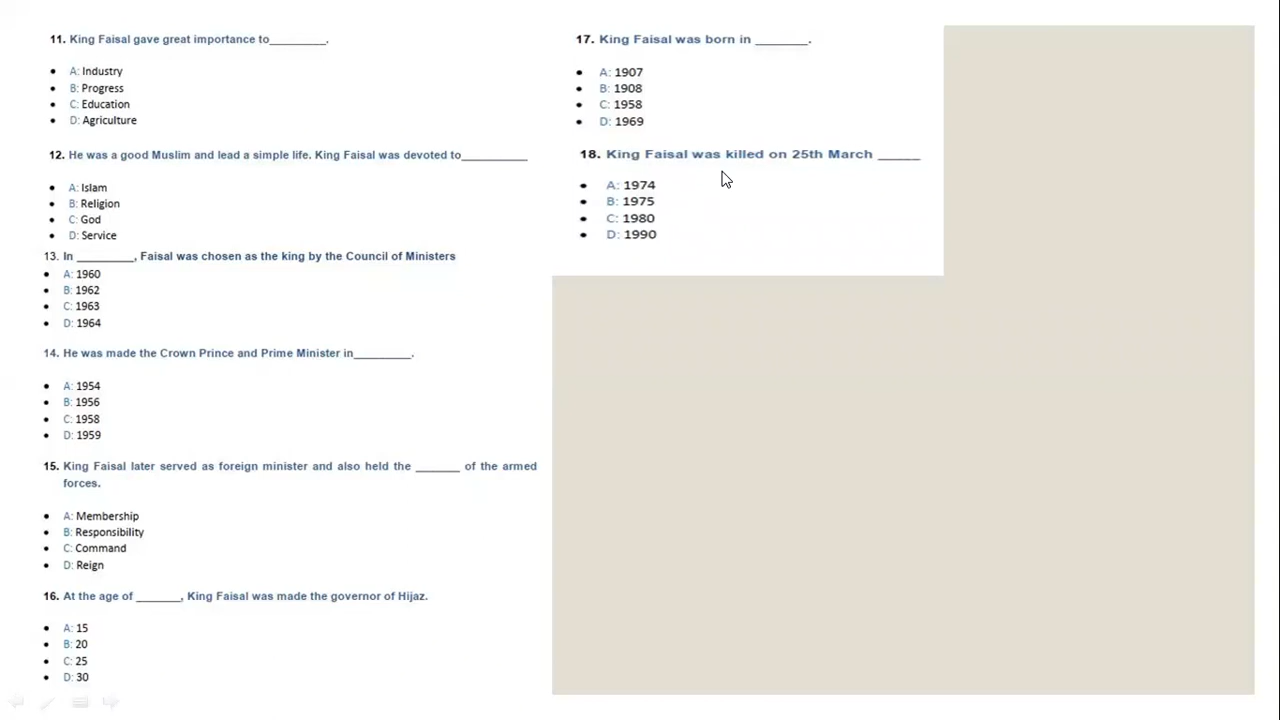 11. King Faisal gave great importance to_________.
• A: Industry
• B: Progress
• C: Education
• D: Agriculture
12. He was a good Muslim and lead a simple life. King Faisal was devoted to___________
• A: Islam
• B: Religion
• C: God
• D: Service
13. In _________, Faisal was chosen as the king by the Council of Ministers
• A: 1960
• B: 1962
• C: 1963
• D: 1964
14. He was made the Crown Prince and Prime Minister in_________.
• A: 1954
• B: 1956
• C: 1958
• D: 1959
15. King Faisal later served as foreign minister and also held the _______ of the armed
forces.
• A: Membership
• B: Responsibility
• C: Command
• D: Reign
16. At the age of _______, King Faisal was made the governor of Hijaz.
• A: 15
• B: 20
• C: 25
• D: 30
17. King Faisal was born in ________.
• A: 1907
• B: 1908
• C: 1958
• D: 1969
18. King Faisal was killed on 25th March _____
• A: 1974
• B: 1975
• C: 1980
• D: 1990